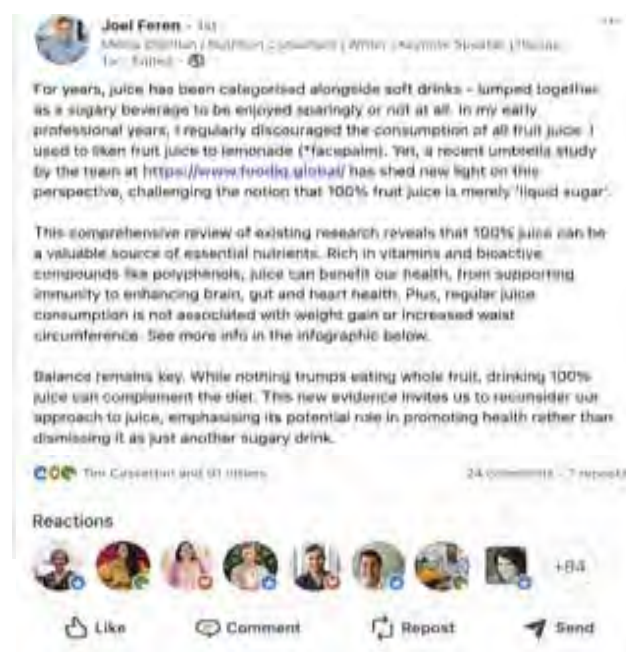 Joel Feren · 1st
For years, juice has been categorised alongside soft drinks - lumped together
as a sugary beverage to be enjoyed sparingly or not at all. In my early
professional years, I regularly discouraged the consumption of all fruit juice. I
used to liken fruit juice to lemonade (*facepalm). Yet, a recent umbrella study
by the team at https://www.foodiq.global/ has shed new light on this
perspective, challenging the notion that 100% fruit juice is merely 'liquid sugar'.
This comprehensive review of existing research reveals that 100% juice can be
a valuable source of essential nutrients. Rich in vitamins and bioactive
compounds like polyphenols, juice can benefit our health, from supporting
immunity to enhancing brain, gut and heart health. Plus, regular juice
consumption is not associated with weight gain or increased waist
circumference. See more info in the infographic below.
Balance remains key. While nothing trumps eating whole fruit, drinking 100%
juice can complement the diet. This new evidence invites us to reconsider our
approach to juice, emphasising its potential role in promoting health rather than
dismissing it as just another sugary drink.
and 91 others
24 comments · 7 reposts
Reactions
+84
Like Comment Repost Send